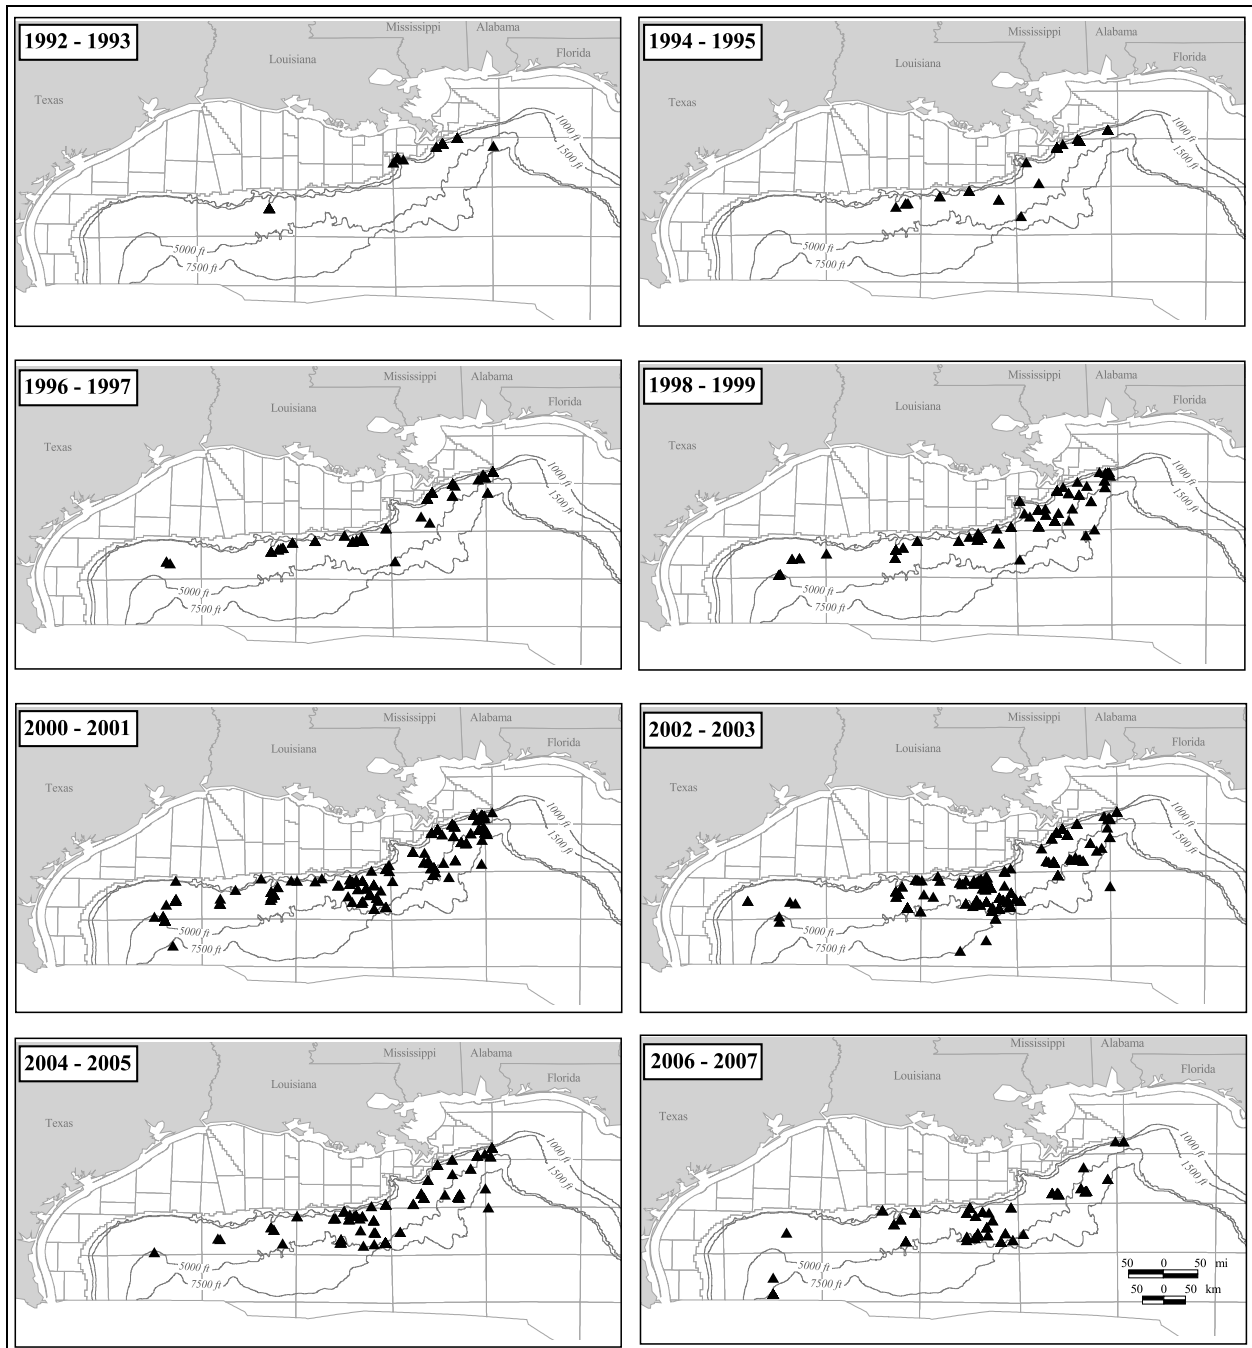 1992 - 1993
Mississippi
Alabama
Louisiana
Florida
Texas
1000 ft
1500 ft
5000 ft
7500 ft
1994 - 1995
Mississippi
Alabama
Louisiana
Florida
Texas
1000 ft
1500 ft
5000 ft
7500 ft
1996 - 1997
Mississippi
Alabama
Louisiana
Florida
Texas
1000 ft
1500 ft
5000 ft
7500 ft
1998 - 1999
Mississippi
Alabama
Louisiana
Florida
Texas
1000 ft
1500 ft
5000 ft
7500 ft
2000 - 2001
Mississippi
Alabama
Louisiana
Florida
Texas
1000 ft
1500 ft
5000 ft
7500 ft
2002 - 2003
Mississippi
Alabama
Louisiana
Florida
Texas
1000 ft
1500 ft
5000 ft
7500 ft
2004 - 2005
Mississippi
Alabama
Louisiana
Florida
Texas
1000 ft
1500 ft
5000 ft
7500 ft
2006 - 2007
Mississippi
Alabama
Louisiana
Florida
Texas
1000 ft
1500 ft
5000 ft
7500 ft
50 0 50 mi
50 0 50 km